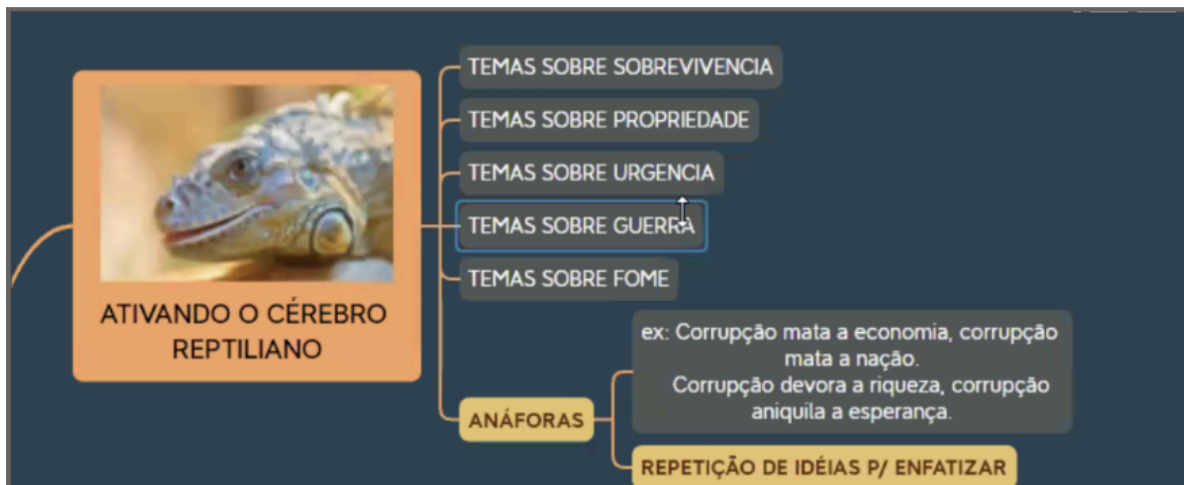 ATIVANDO O CÉREBRO
REPTILIANO
TEMAS SOBRE SOBREVIVENCIA
TEMAS SOBRE PROPRIEDADE
TEMAS SOBRE URGENCIA
TEMAS SOBRE GUERRA
TEMAS SOBRE FOME
ANÁFORAS
ex: Corrupção mata a economia, corrupção
mata a nação.
Corrupção devora a riqueza, corrupção
aniquila a esperança.
REPETIÇÃO DE IDÉIAS P/ ENFATIZAR